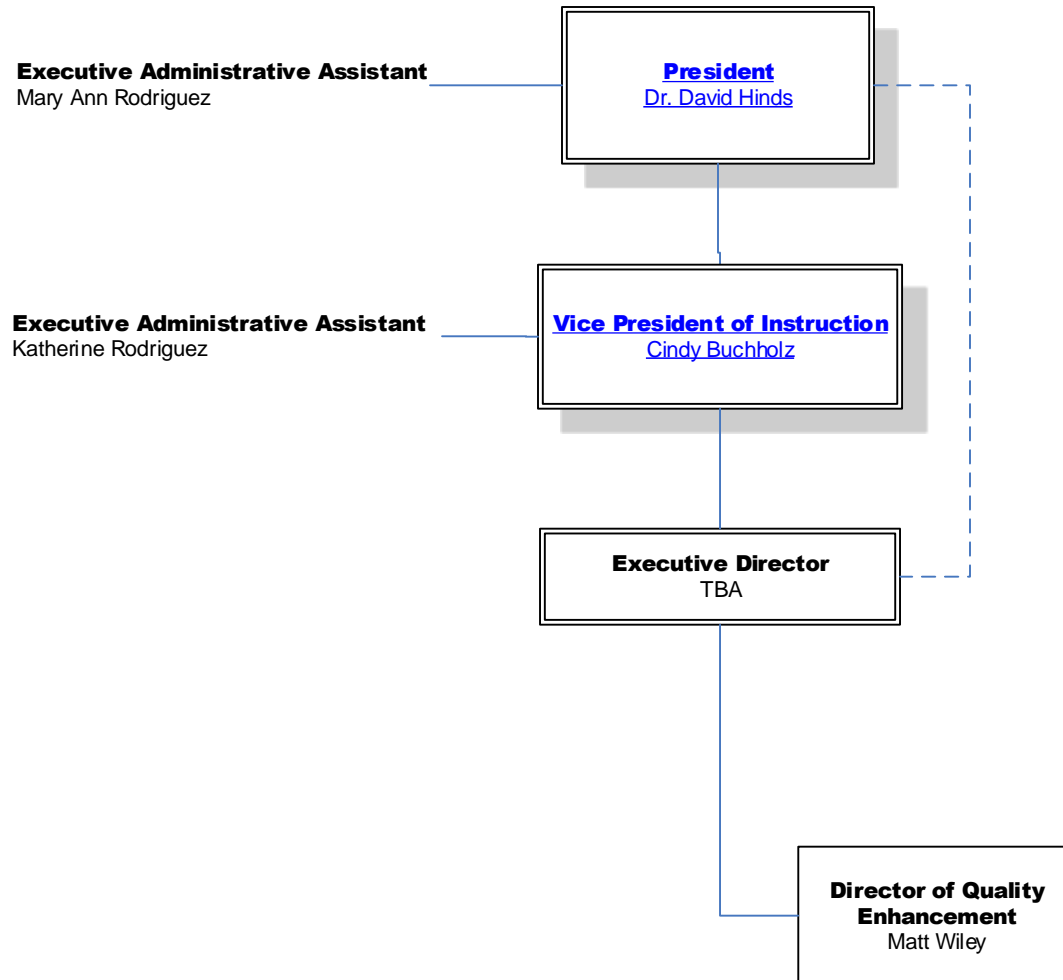 Executive Administrative Assistant
Mary Ann Rodriguez
President
Dr. David Hinds
Executive Administrative Assistant
Katherine Rodriguez
Vice President of Instruction
Cindy Buchholz
Executive Director
TBA
Director of Quality
Enhancement
Matt Wiley